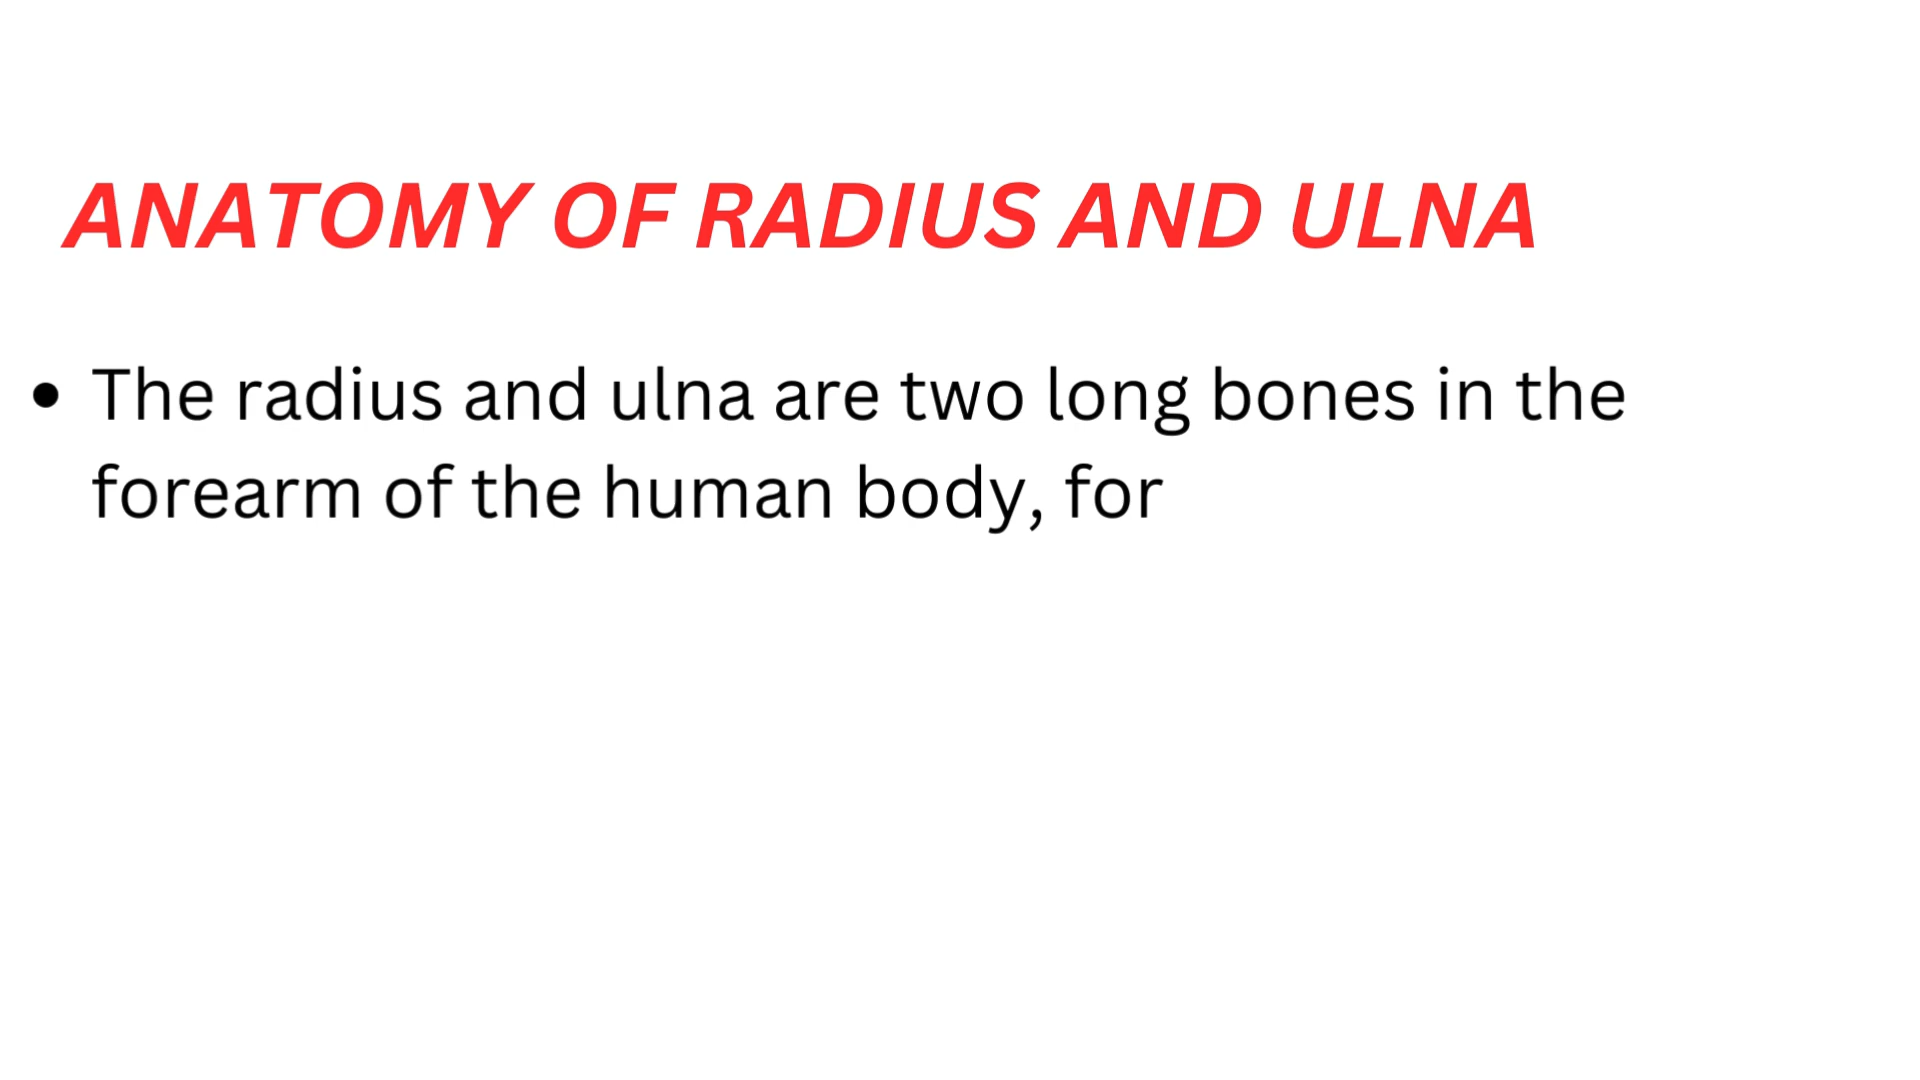 ANATOMY OF RADIUS AND ULNA
• The radius and ulna are two long bones in the
forearm of the human body, for